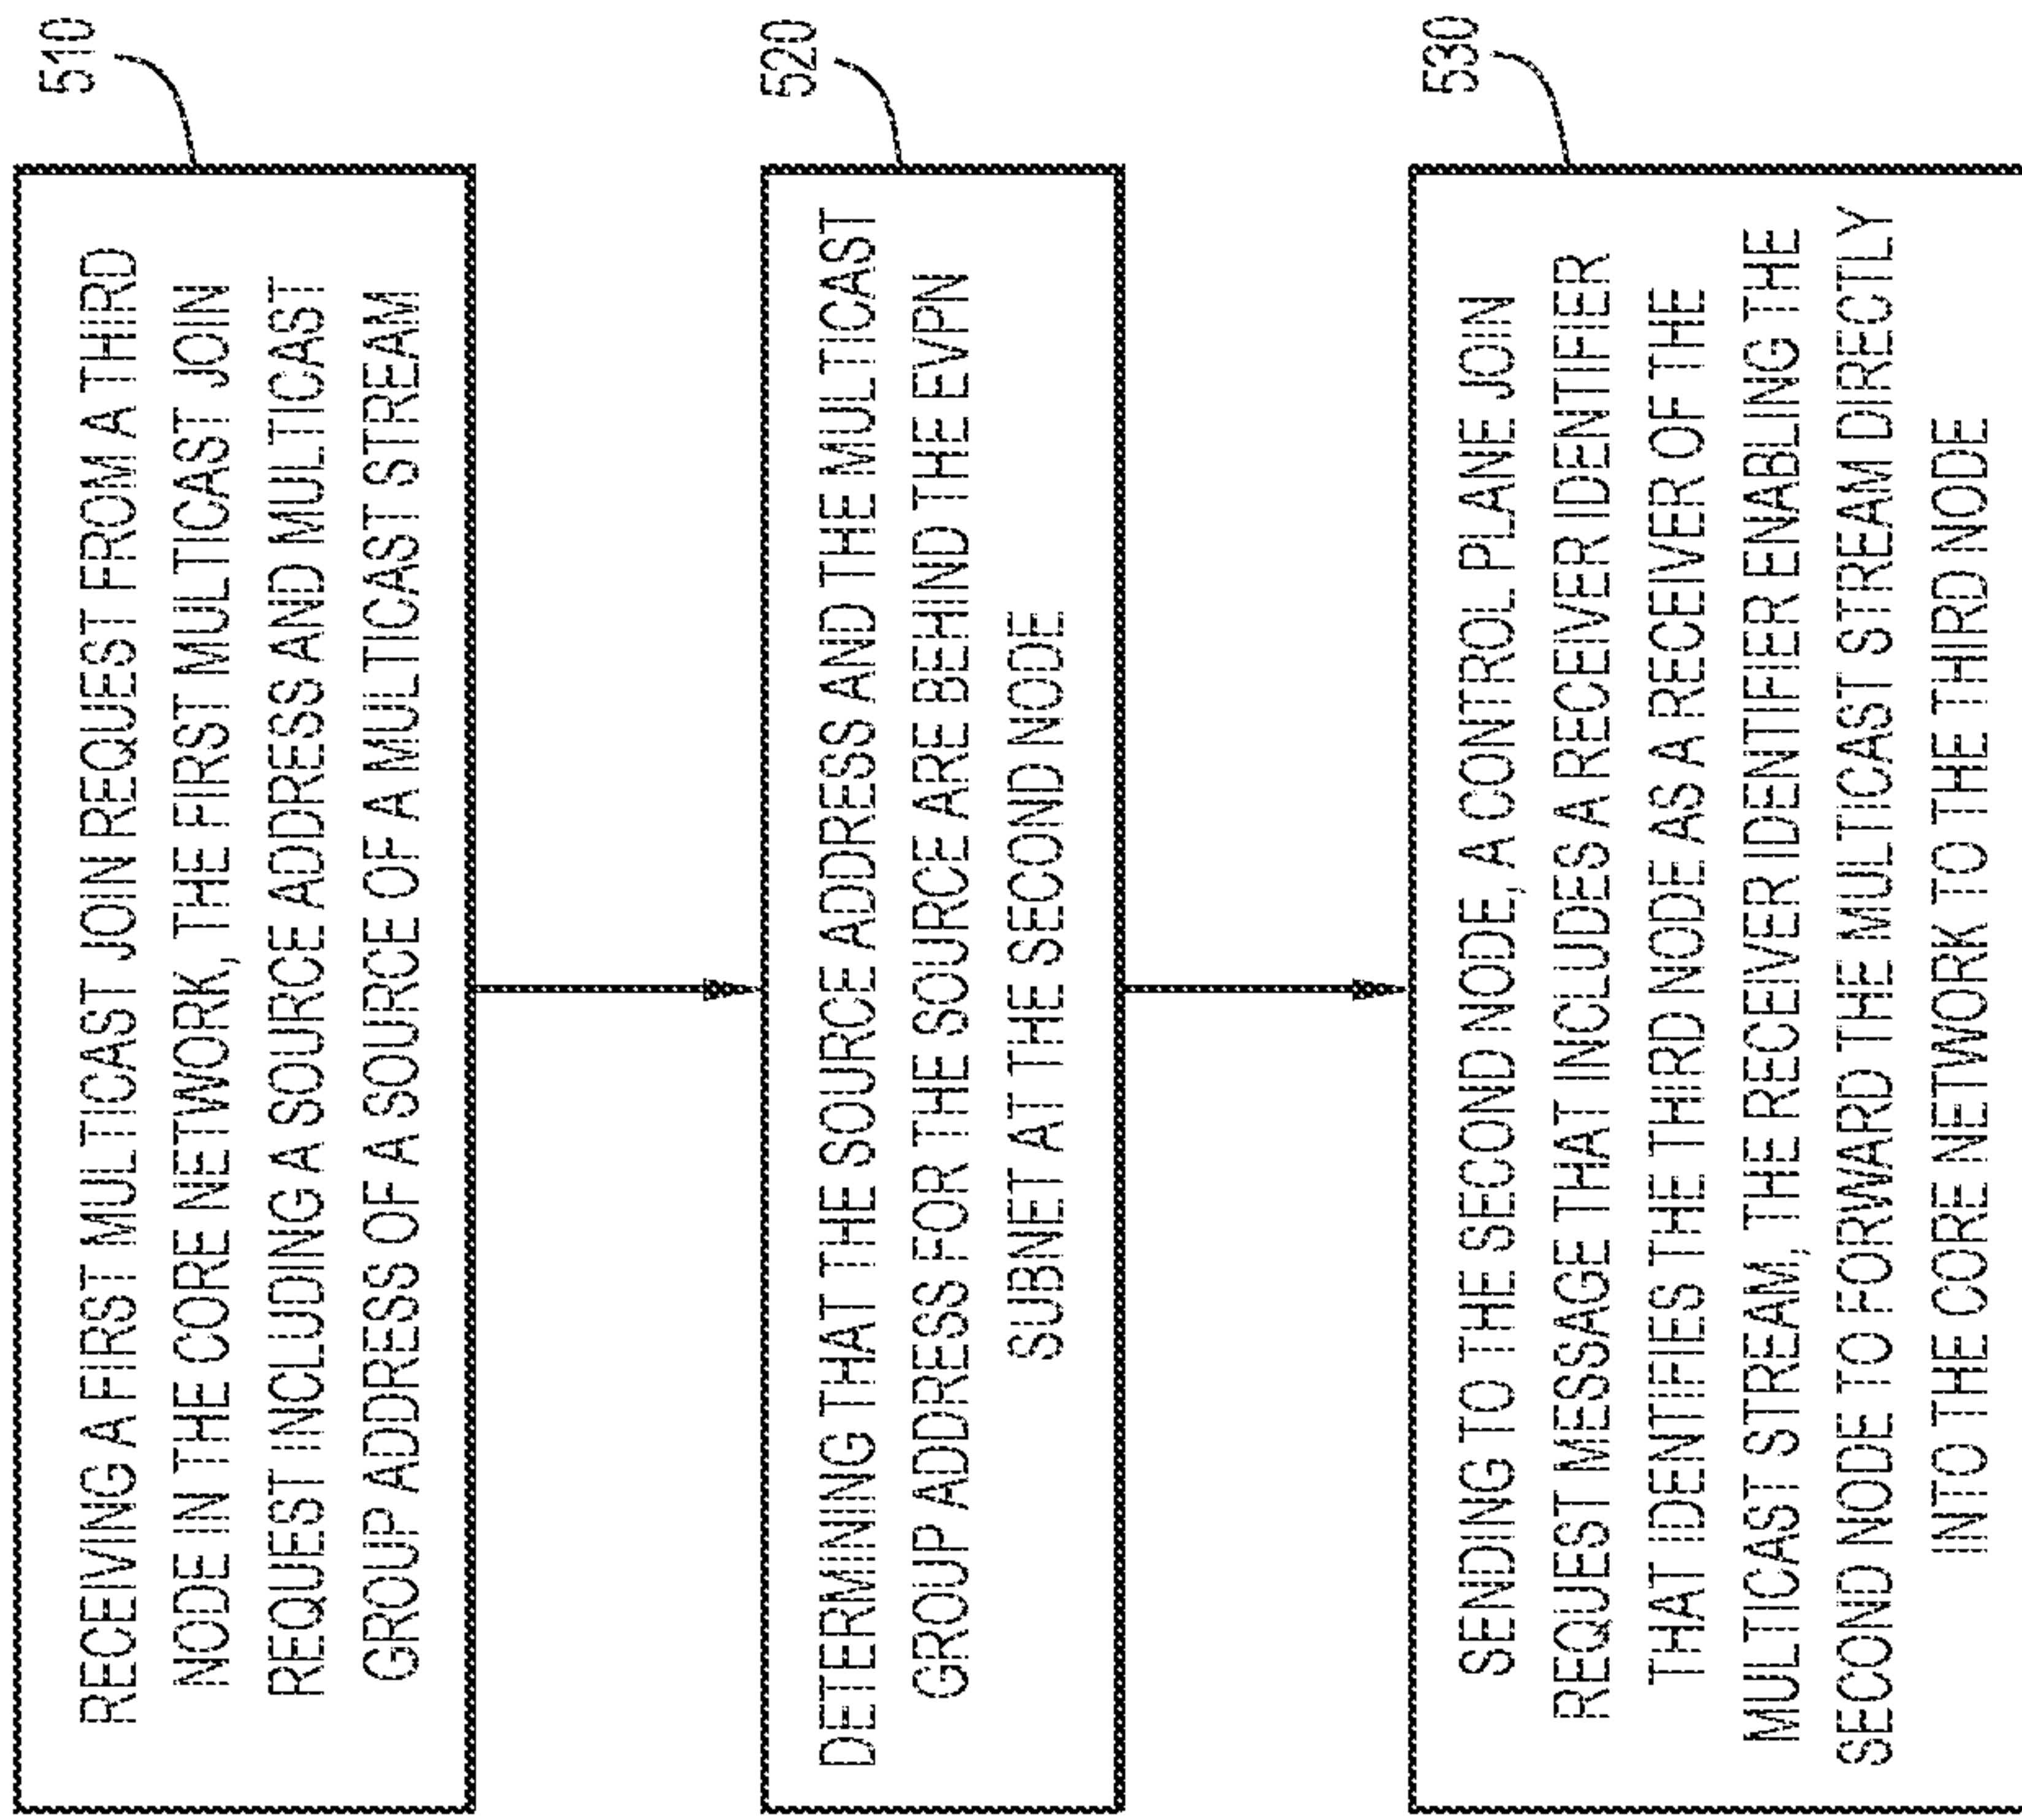 510
RECEIVING A FIRST MULTICAST JOIN REQUEST FROM A THIRD
NODE IN THE CORE NETWORK, THE FIRST MULTICAST JOIN
REQUEST INCLUDING A SOURCE ADDRESS AND MULTICAST
GROUP ADDRESS OF A SOURCE OF A MULTICAST STREAM
520
DETERMINING THAT THE SOURCE ADDRESS AND THE MULTICAST
GROUP ADDRESS FOR THE SOURCE ARE BEHIND THE EVPN
SUBNET AT THE SECOND NODE
530
SENDING TO THE SECOND NODE, A CONTROL PLANE JOIN
REQUEST MESSAGE THAT INCLUDES A RECEIVER IDENTIFIER
THAT IDENTIFIES THE THIRD NODE AS A RECEIVER OF THE
MULTICAST STREAM, THE RECEIVER IDENTIFIER ENABLING THE
SECOND NODE TO FORWARD THE MULTICAST STREAM DIRECTLY
INTO THE CORE NETWORK TO THE THIRD NODE